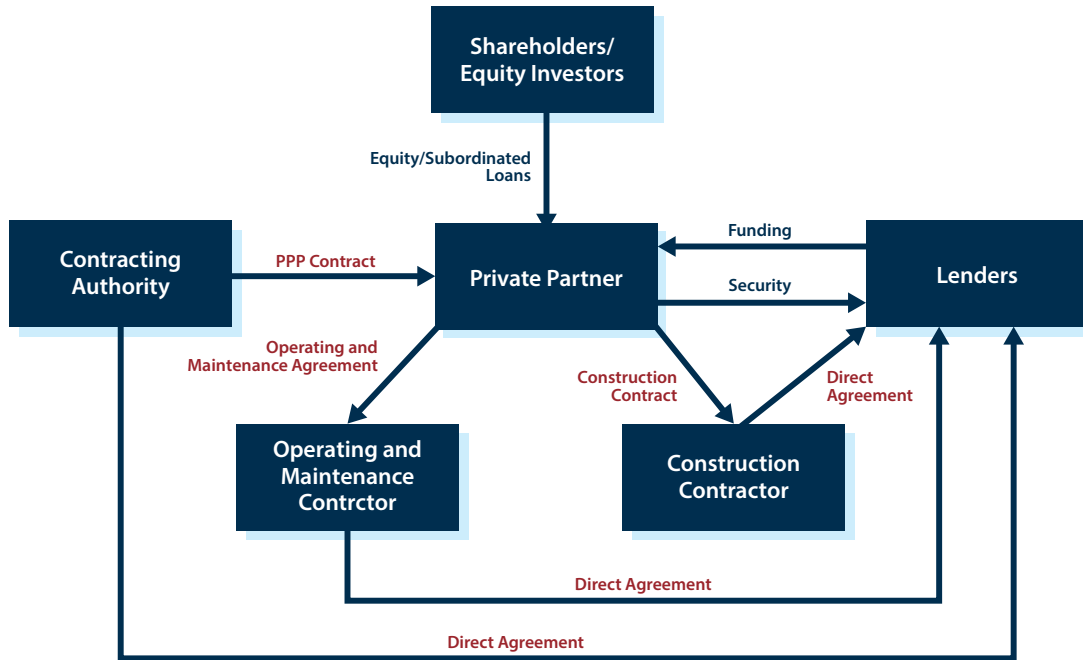 Shareholders/
Equity Investors
Equity/Subordinated
Loans
Contracting
Authority
PPP Contract
Private Partner
Funding
Security
Lenders
Operating and
Maintenance Agreement
Construction
Contract
Direct
Agreement
Operating and
Maintenance
Contrctor
Construction
Contractor
Direct Agreement
Direct Agreement